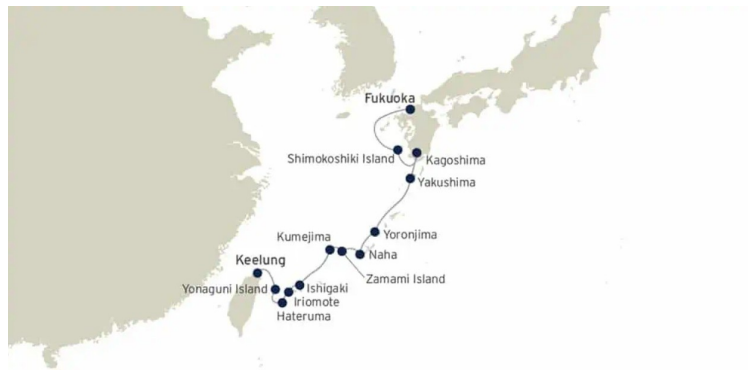 Fukuoka
Shimokoshiki Island
Kagoshima
Yakushima
Yoronjima
Kumejima
Naha
Keelung
Zamami Island
Yonaguni Island
Ishigaki
Iriomote
Hateruma